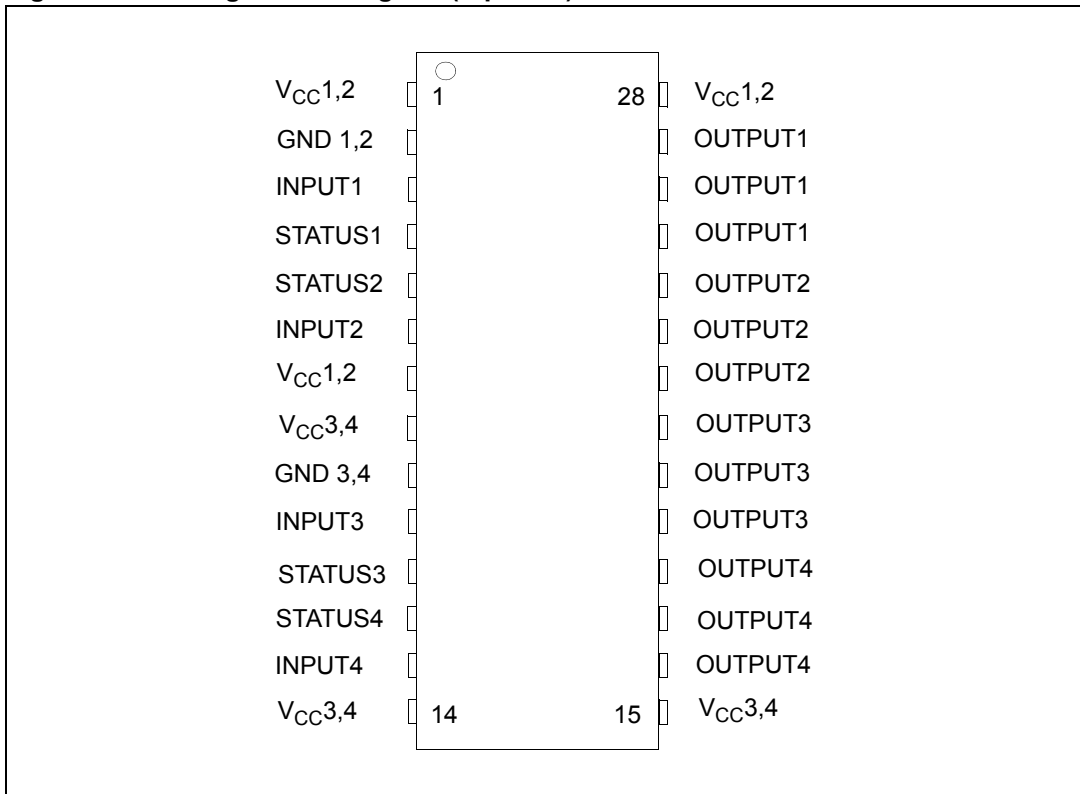 VCC1,2 1 28 VCC1,2
GND 1,2 OUTPUT1
INPUT1 OUTPUT1
STATUS1 OUTPUT1
STATUS2 OUTPUT2
INPUT2 OUTPUT2
VCC1,2 OUTPUT2
VCC3,4 OUTPUT3
GND 3,4 OUTPUT3
INPUT3 OUTPUT3
STATUS3 OUTPUT4
STATUS4 OUTPUT4
INPUT4 OUTPUT4
VCC3,4 14 15 VCC3,4